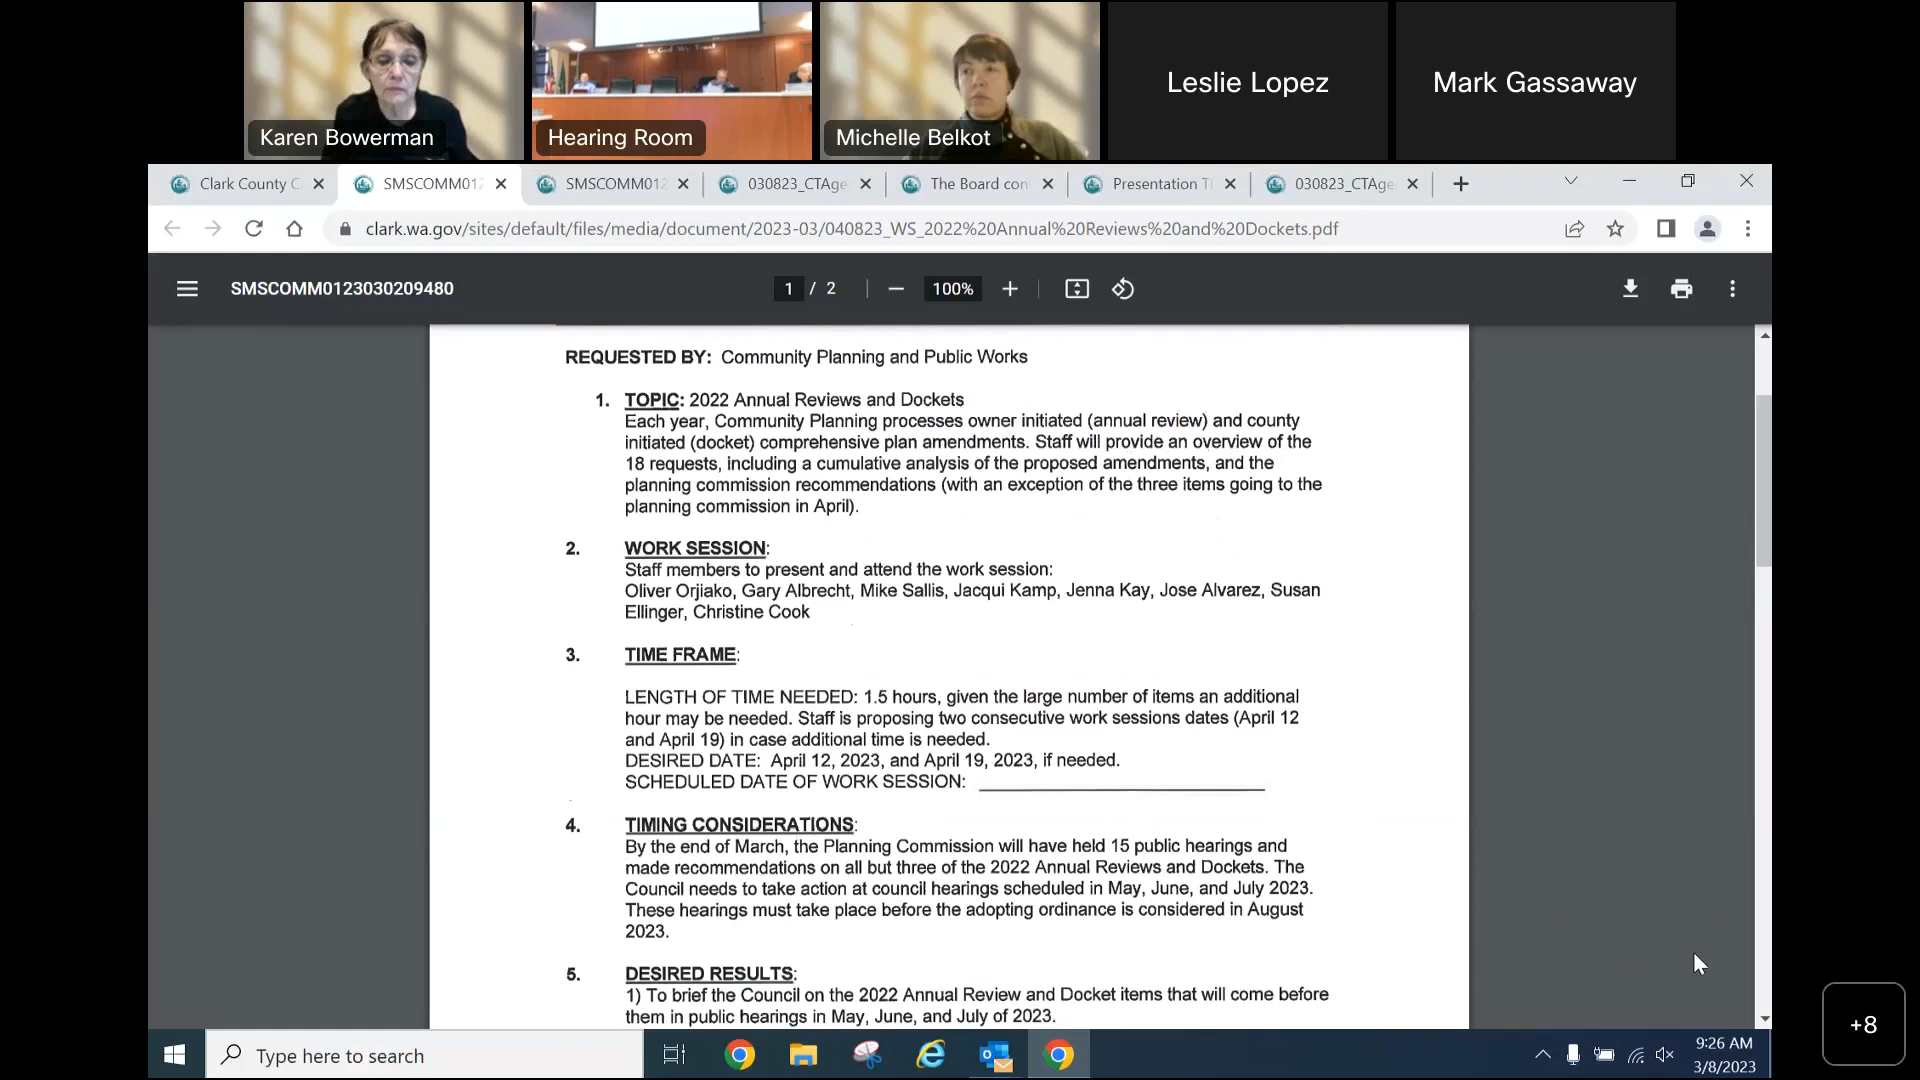 In God We Trust
Karen Bowerman
Hearing Room
Michelle Belkot
Leslie Lopez
Mark Gassaway
Clark County C
SMSCOMM012
SMSCOMM012
030823_CTAge
The Board con
Presentation T
030823_CTAge
clark.wa.gov/sites/default/files/media/document/2023-03/040823_WS_2022%20Annual%20Reviews%20and%20Dockets.pdf
SMSCOMM0123030209480
1 / 2
100%
REQUESTED BY: Community Planning and Public Works
1. TOPIC: 2022 Annual Reviews and Dockets
Each year, Community Planning processes owner initiated (annual review) and county
initiated (docket) comprehensive plan amendments. Staff will provide an overview of the
18 requests, including a cumulative analysis of the proposed amendments, and the
planning commission recommendations (with an exception of the three items going to the
planning commission in April).
2. WORK SESSION:
Staff members to present and attend the work session:
Oliver Orjiako, Gary Albrecht, Mike Sallis, Jacqui Kamp, Jenna Kay, Jose Alvarez, Susan
Ellinger, Christine Cook
3. TIME FRAME:
LENGTH OF TIME NEEDED: 1.5 hours, given the large number of items an additional
hour may be needed. Staff is proposing two consecutive work sessions dates (April 12
and April 19) in case additional time is needed.
DESIRED DATE: April 12, 2023, and April 19, 2023, if needed.
SCHEDULED DATE OF WORK SESSION:
4. TIMING CONSIDERATIONS:
By the end of March, the Planning Commission will have held 15 public hearings and
made recommendations on all but three of the 2022 Annual Reviews and Dockets. The
Council needs to take action at council hearings scheduled in May, June, and July 2023.
These hearings must take place before the adopting ordinance is considered in August
2023.
5. DESIRED RESULTS:
1) To brief the Council on the 2022 Annual Review and Docket items that will come before
them in public hearings in May, June, and July of 2023.
+8
Type here to search
9:26 AM
3/8/2023